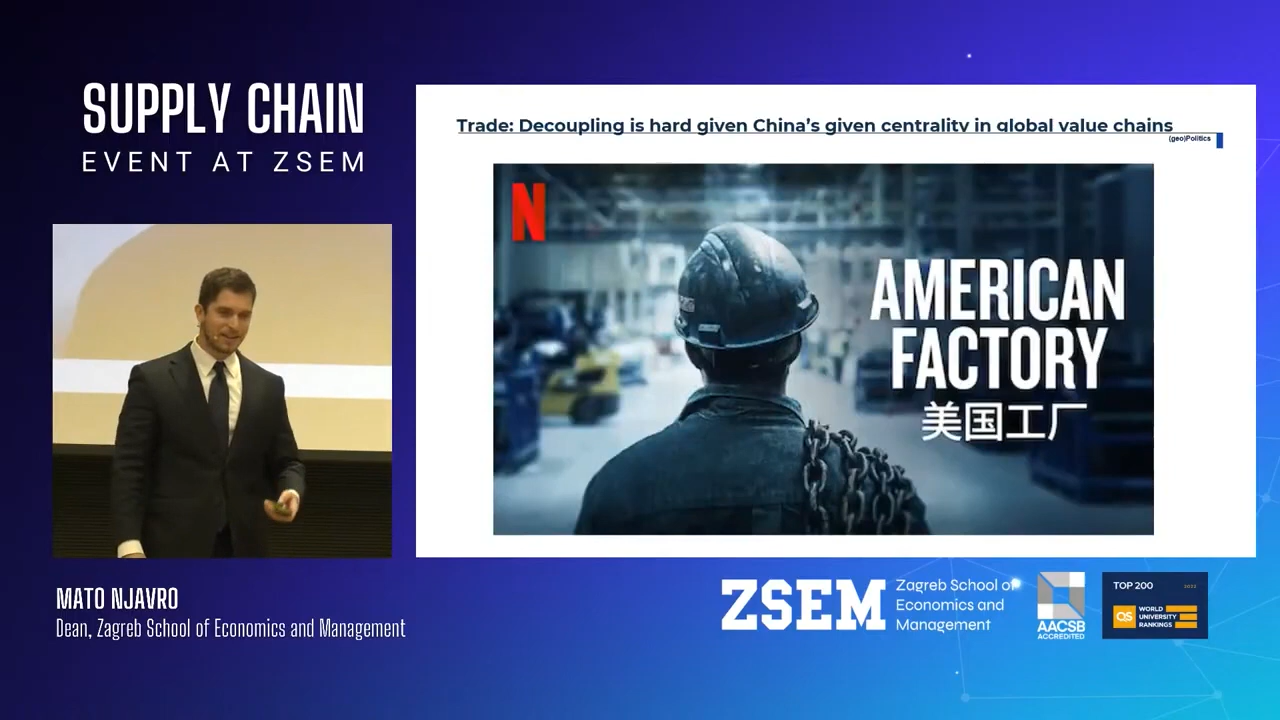 SUPPLY CHAIN
EVENT AT ZSEM
Trade: Decoupling is hard given China's given centrality in global value chains
(geo)Politics
N
AMERICAN
FACTORY
美国工厂
MATO NJAVRO
Dean, Zagreb School of Economics and Management
ZSEM
Zagreb School of
Economics and
Management
AACSB
ACCREDITED
TOP 200
2022
QS
WORLD
UNIVERSITY
RANKINGS